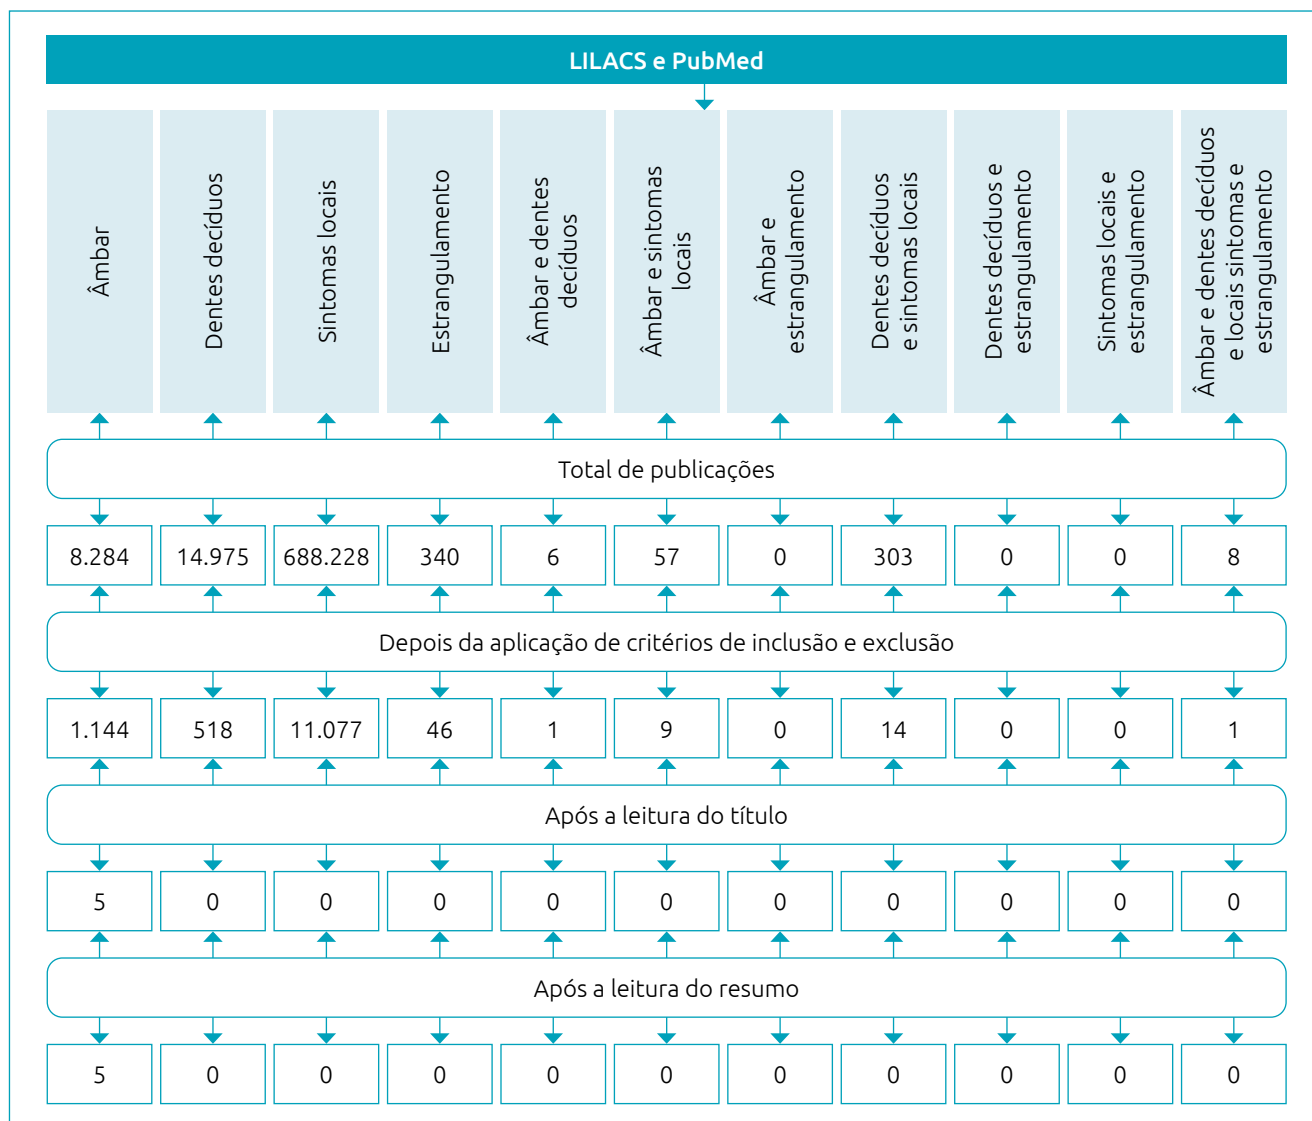 LILACS e PubMed
Âmbar
Dentes decíduos
Sintomas locais
Estrangulamento
Âmbar e dentes
decíduos
Âmbar e sintomas
locais
Âmbar e
estrangulamento
Dentes decíduos
e sintomas locais
Dentes decíduos e
estrangulamento
Sintomas locais e
estrangulamento
Âmbar e dentes decíduos
e locais sintomas e
estrangulamento
Total de publicações
8.284 14.975 688.228 340 6 57 0 303 0 0 8
Depois da aplicação de critérios de inclusão e exclusão
1.144 518 11.077 46 1 9 0 14 0 0 1
Após a leitura do título
5 0 0 0 0 0 0 0 0 0 0
Após a leitura do resumo
5 0 0 0 0 0 0 0 0 0 0